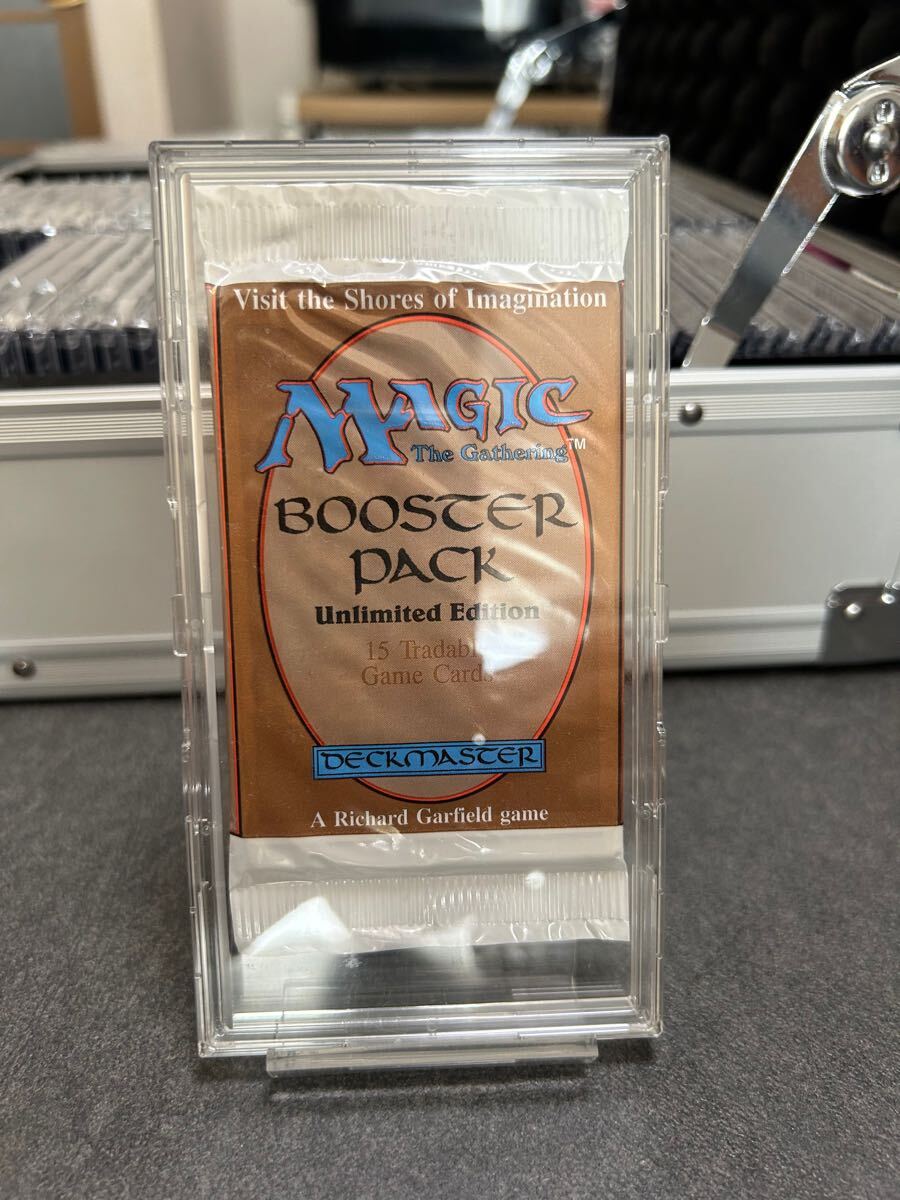 Visit the Shores of Imagination
MAGIC
The Gathering™
BOOSTER
PACK
Unlimited Edition
15 Tradable
Game Cards
DECKMASTER
A Richard Garfield game